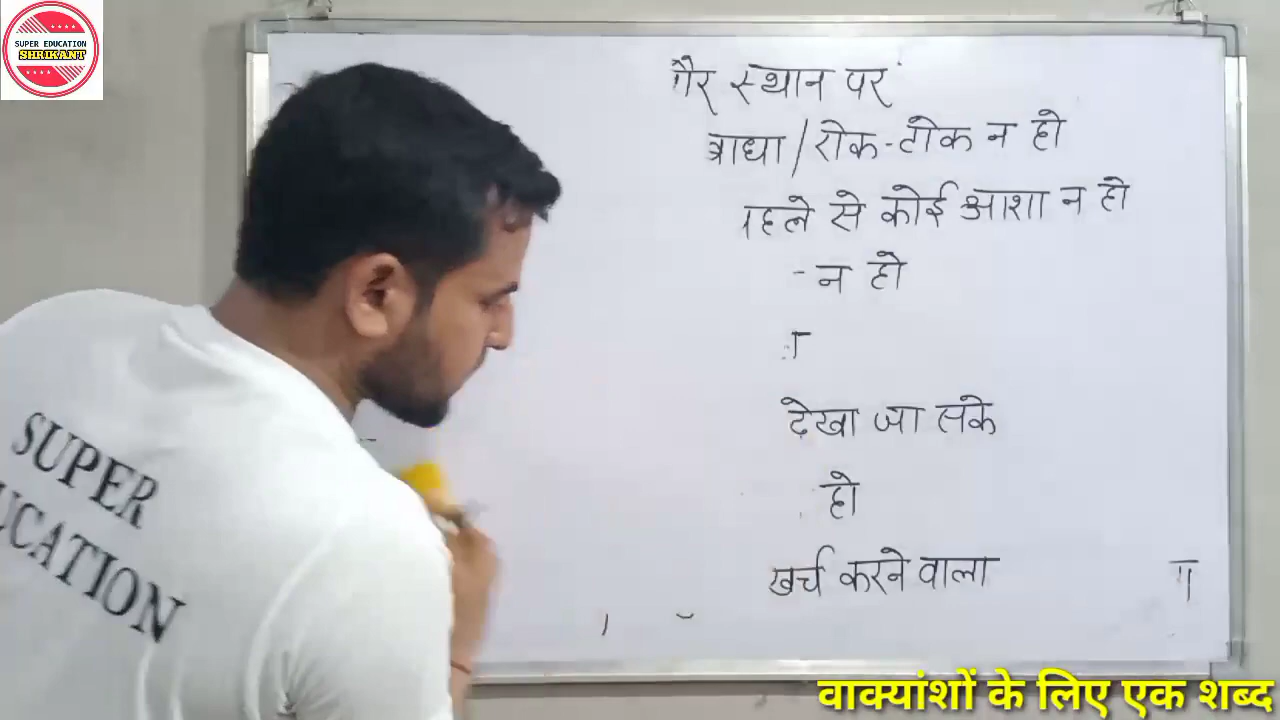 SUPER EDUCATION
SHRIKANT
स्थान पर
बाधा / रोक-टोक न हो
से कोई आशा न हो
- न हो
देखा जा सके
हो
खर्च करने वाला
SUPER
UCATION
वाक्यांशों के लिए एक शब्द